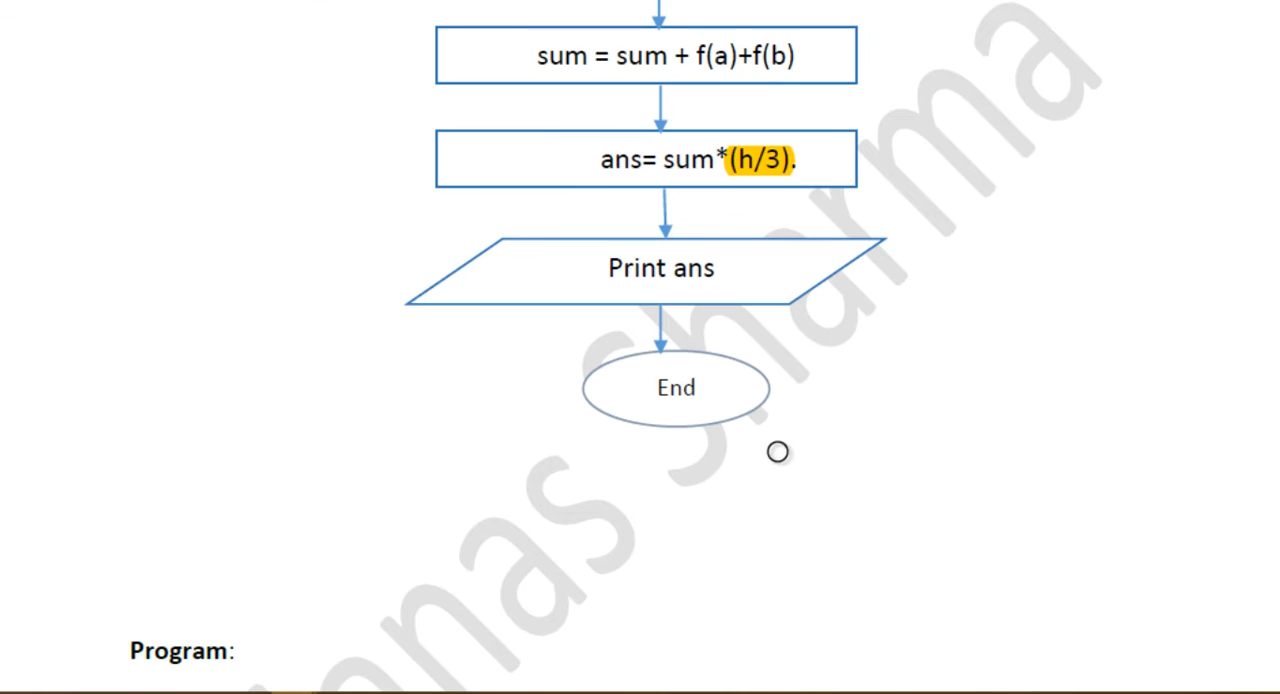 sum = sum + f(a)+f(b)
ans= sum*(h/3).
Print ans
End
Program: